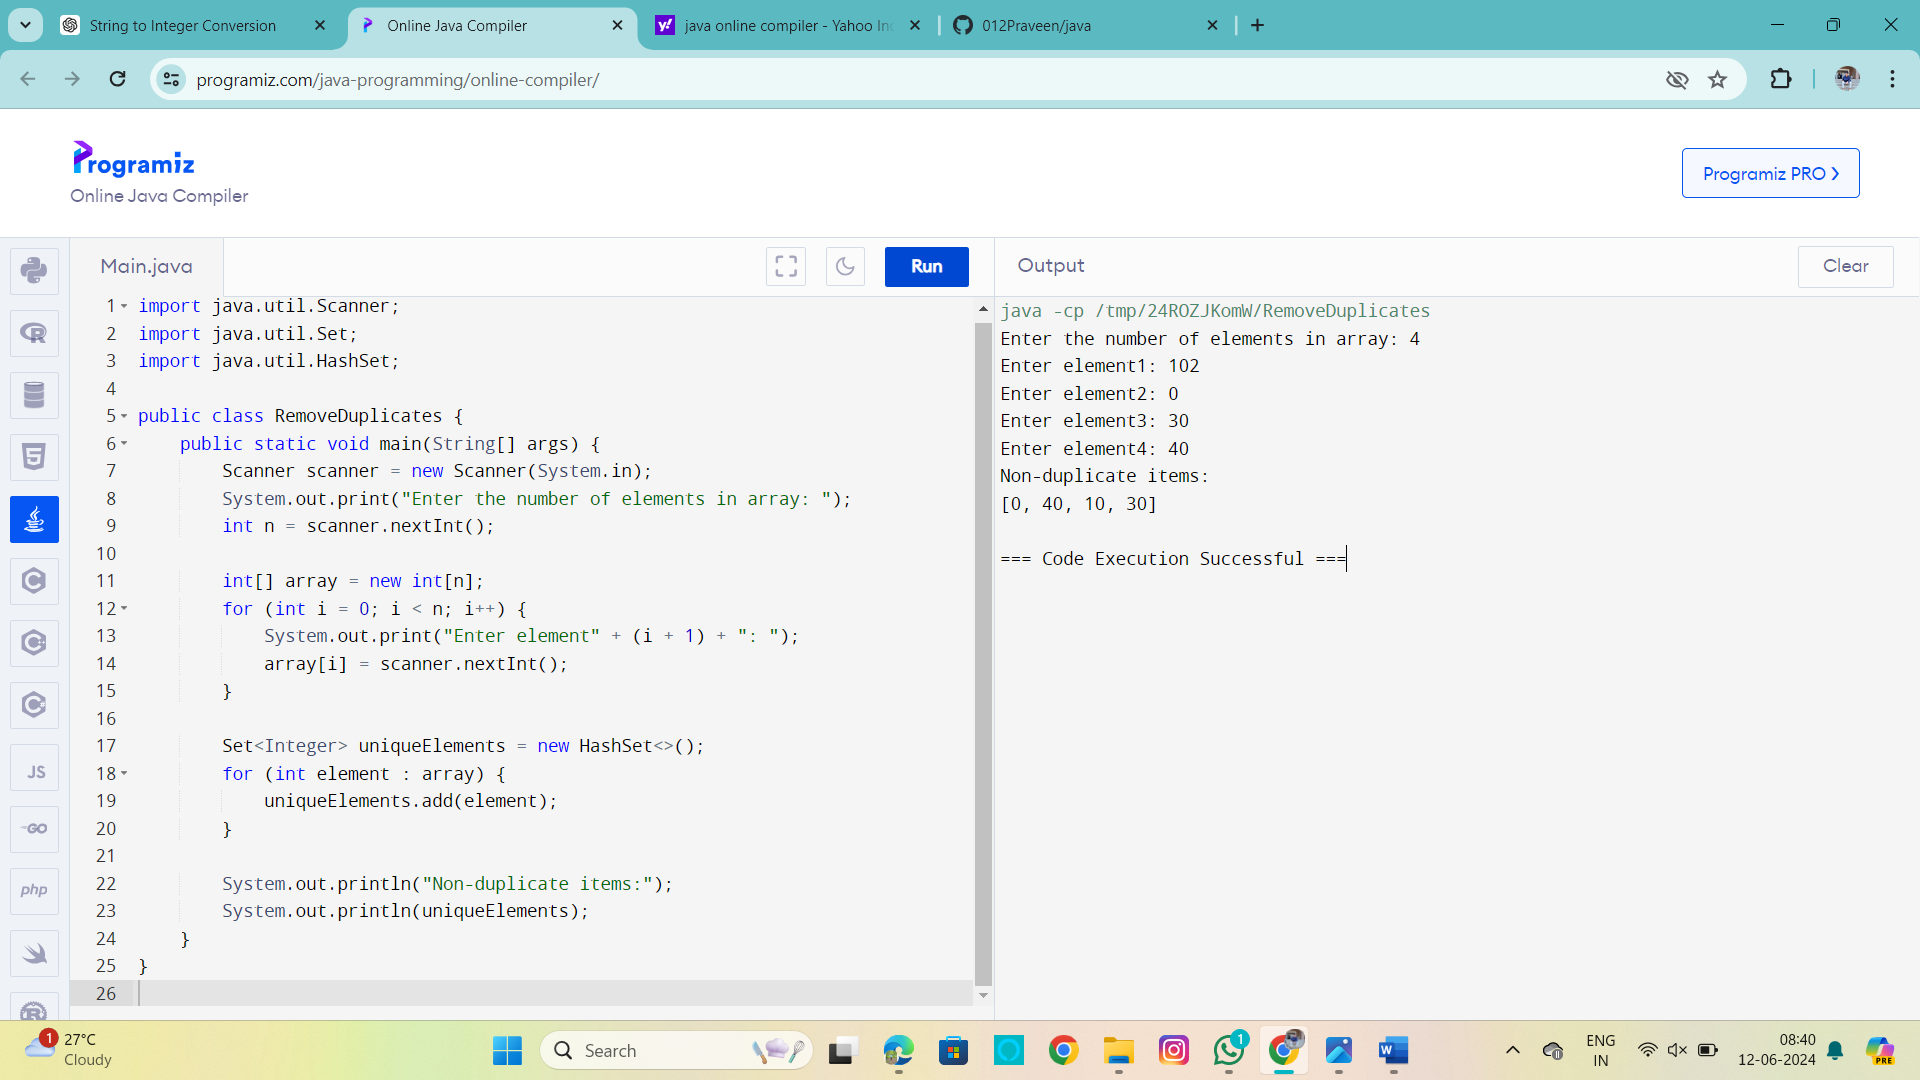 String to Integer Conversion
Online Java Compiler
java online compiler - Yahoo In
012Praveen/java
programiz.com/java-programming/online-compiler/
Programiz
Online Java Compiler
Programiz PRO
Main.java
Run
Output
Clear
1 import java.util.Scanner;
2 import java.util.Set;
3 import java.util.HashSet;
4
5 public class RemoveDuplicates {
6 public static void main(String[] args) {
7 Scanner scanner = new Scanner(System.in);
8 System.out.print("Enter the number of elements in array: ");
9 int n = scanner.nextInt();
10
11 int[] array = new int[n];
12 for (int i = 0; i < n; i++) {
13 System.out.print("Enter element" + (i + 1) + ": ");
14 array[i] = scanner.nextInt();
15 }
16
17 Set<Integer> uniqueElements = new HashSet<>();
18 for (int element : array) {
19 uniqueElements.add(element);
20 }
21
22 System.out.println("Non-duplicate items:");
23 System.out.println(uniqueElements);
24 }
25 }
26
java -cp /tmp/24ROZJKomW/RemoveDuplicates
Enter the number of elements in array: 4
Enter element1: 102
Enter element2: 0
Enter element3: 30
Enter element4: 40
Non-duplicate items:
[0, 40, 10, 30]
=== Code Execution Successful ===
JS
GO
php
1
27°C
Cloudy
Search
1
W
ENG
IN
08:40
12-06-2024
PRE